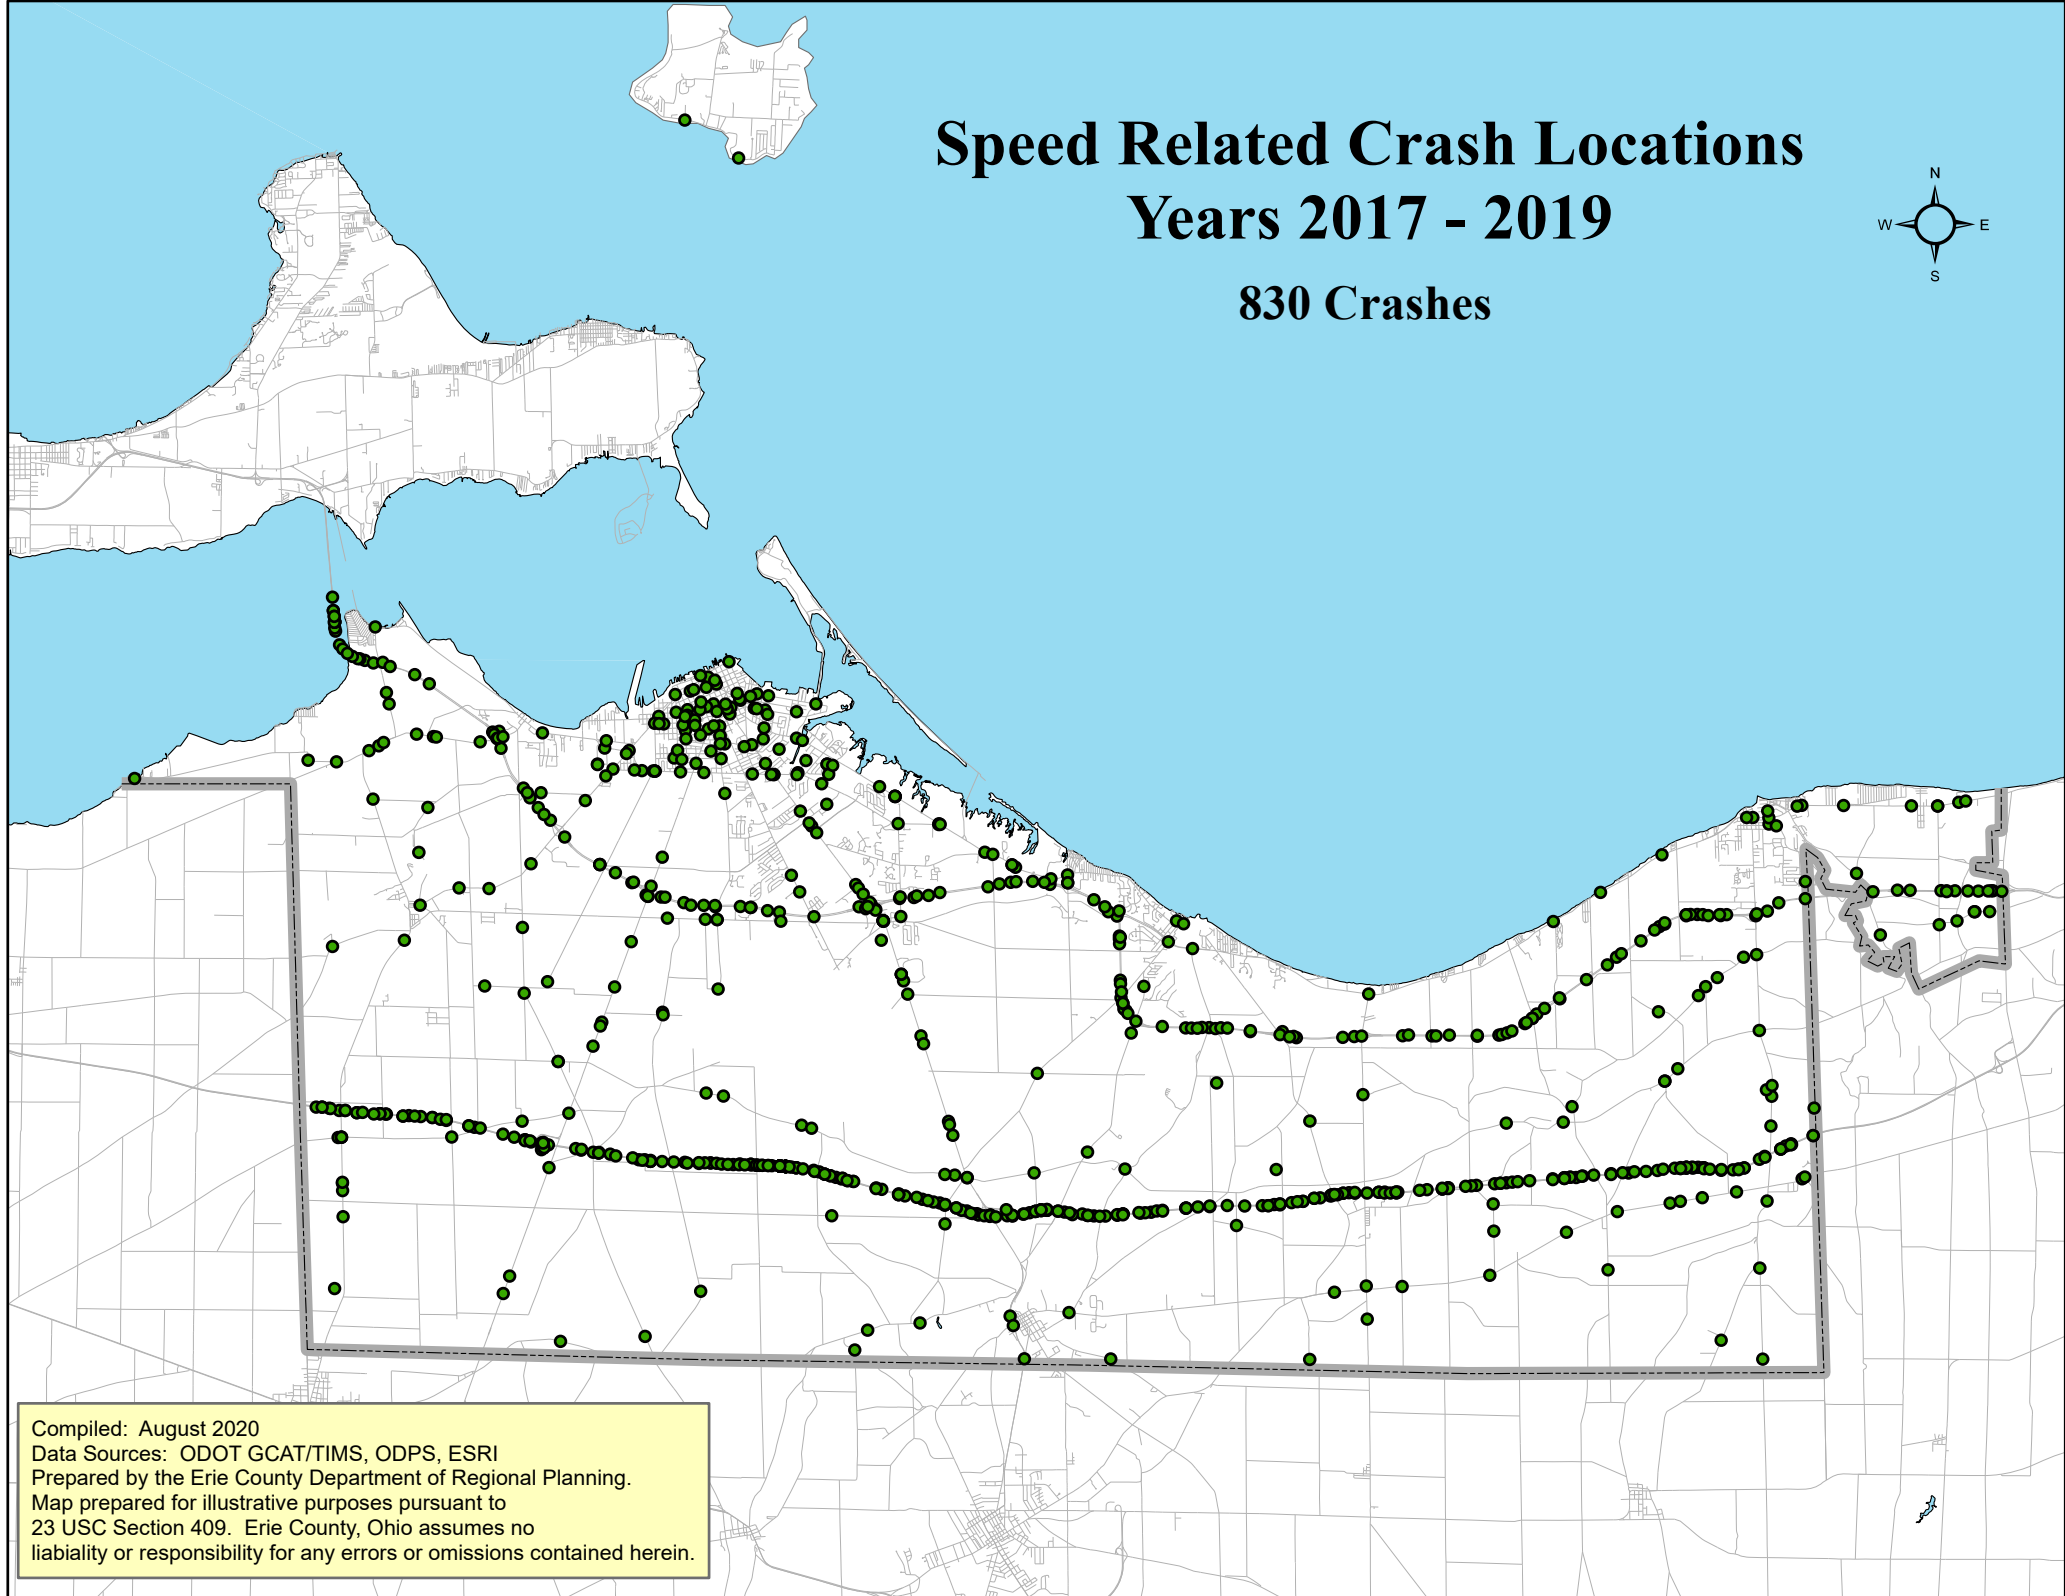 Speed Related Crash Locations
Years 2017 - 2019
830 Crashes
N
W E
S
Compiled:  August 2020
Data Sources:  ODOT GCAT/TIMS, ODPS, ESRI
Prepared by the Erie County Department of Regional Planning.
Map prepared for illustrative purposes pursuant to
23 USC Section 409.  Erie County, Ohio assumes no
liabiality or responsibility for any errors or omissions contained herein.